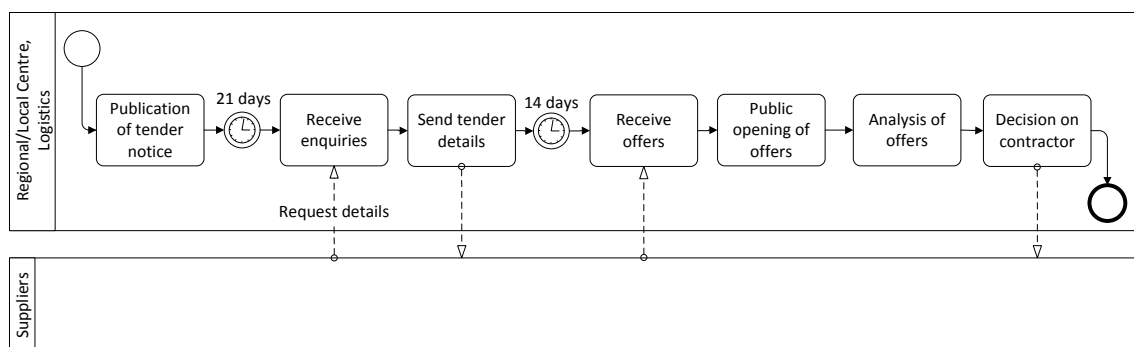 Regional/Local Centre,
Logistics
Publication
of tender
notice
21 days
Receive
enquiries
Send tender
details
14 days
Receive
offers
Public
opening of
offers
Analysis of
offers
Decision on
contractor
Request details
Suppliers